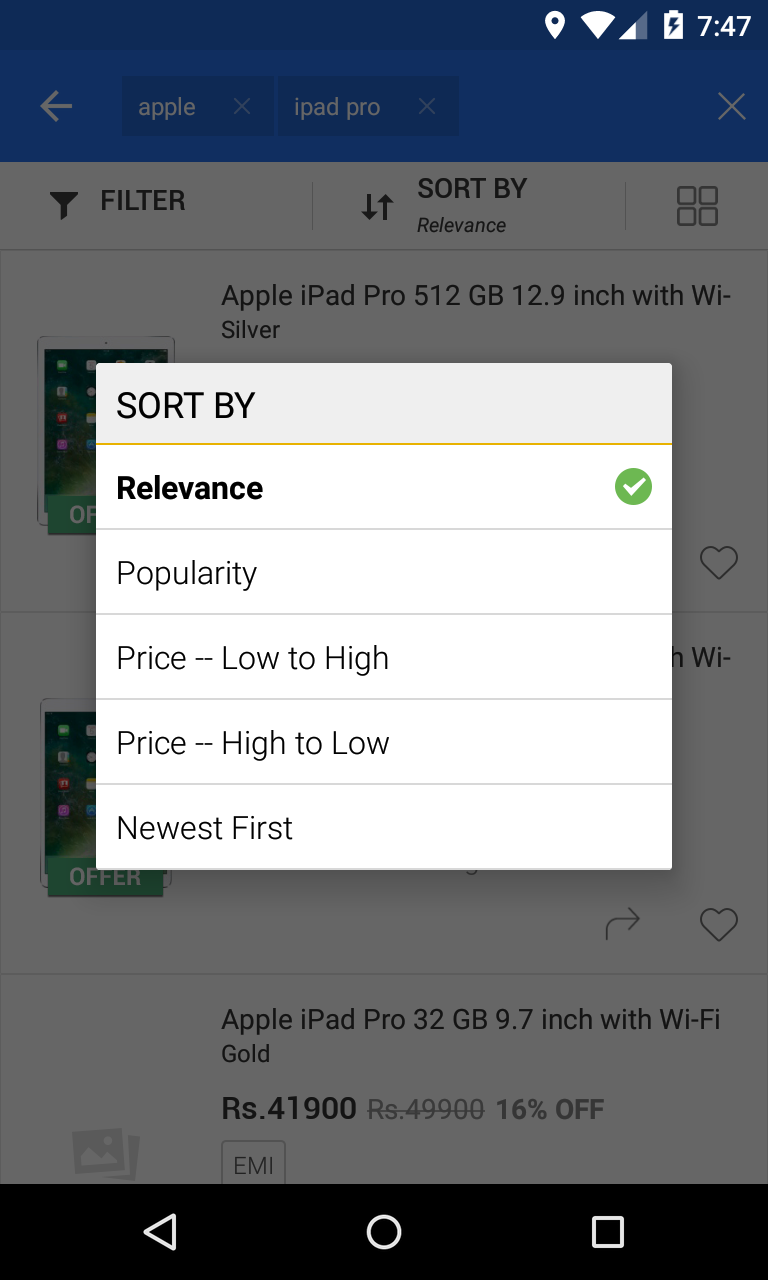 7:47
apple
ipad pro
FILTER
SORT BY
Relevance
Apple iPad Pro 512 GB 12.9 inch with Wi-
Silver
SORT BY
Relevance
Popularity
Price -- Low to High
Price -- High to Low
Newest First
h Wi-
OFFER
Apple iPad Pro 32 GB 9.7 inch with Wi-Fi
Gold
Rs.41900 Rs.49900 16% OFF
EMI